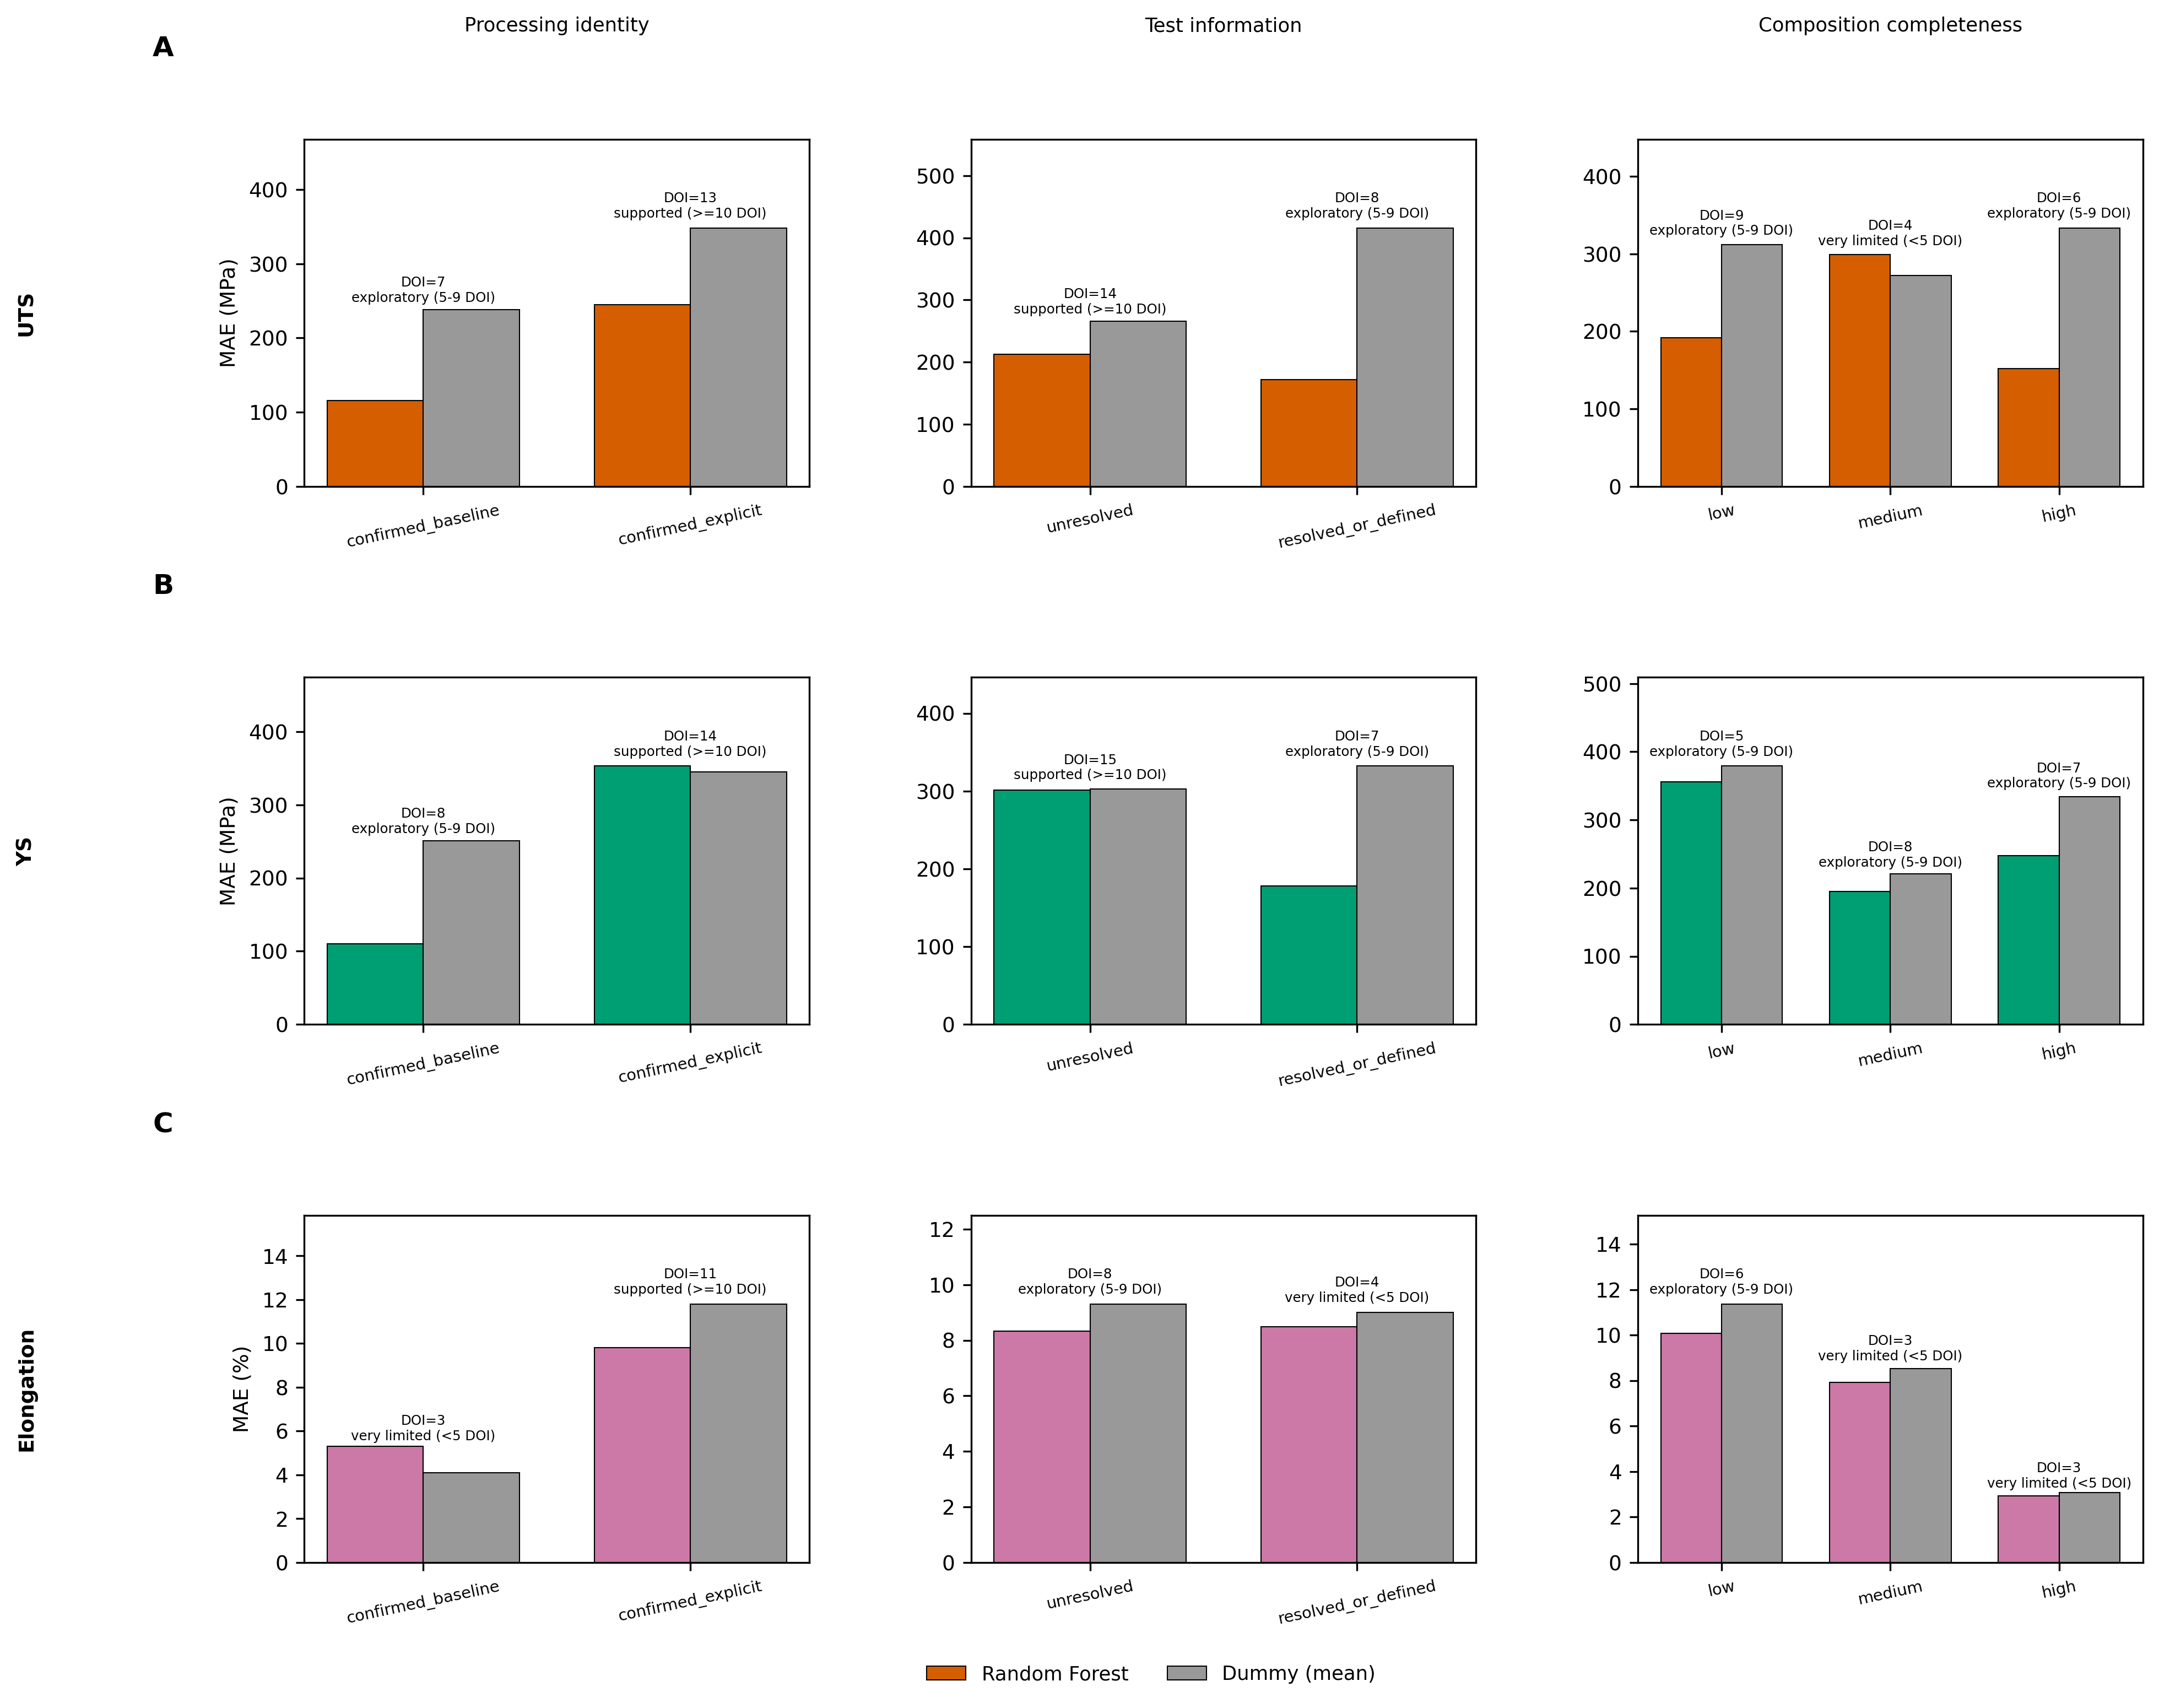 Processing identity
Test information
Composition completeness
A
UTS
MAE (MPa)
400
300
200
100
0
DOI=7
exploratory (5-9 DOI)
DOI=13
supported (>=10 DOI)
confirmed_baseline
confirmed_explicit
500
400
300
200
100
0
DOI=14
supported (>=10 DOI)
DOI=8
exploratory (5-9 DOI)
unresolved
resolved_or_defined
400
300
200
100
0
DOI=9
exploratory (5-9 DOI)
DOI=4
very limited (<5 DOI)
DOI=6
exploratory (5-9 DOI)
low
medium
high
B
YS
MAE (MPa)
400
300
200
100
0
DOI=8
exploratory (5-9 DOI)
DOI=14
supported (>=10 DOI)
confirmed_baseline
confirmed_explicit
400
300
200
100
0
DOI=15
supported (>=10 DOI)
DOI=7
exploratory (5-9 DOI)
unresolved
resolved_or_defined
500
400
300
200
100
0
DOI=5
exploratory (5-9 DOI)
DOI=8
exploratory (5-9 DOI)
DOI=7
exploratory (5-9 DOI)
low
medium
high
C
Elongation
MAE (%)
14
12
10
8
6
4
2
0
DOI=3
very limited (<5 DOI)
DOI=11
supported (>=10 DOI)
confirmed_baseline
confirmed_explicit
12
10
8
6
4
2
0
DOI=8
exploratory (5-9 DOI)
DOI=4
very limited (<5 DOI)
unresolved
resolved_or_defined
14
12
10
8
6
4
2
0
DOI=6
exploratory (5-9 DOI)
DOI=3
very limited (<5 DOI)
DOI=3
very limited (<5 DOI)
low
medium
high
Random Forest
Dummy (mean)